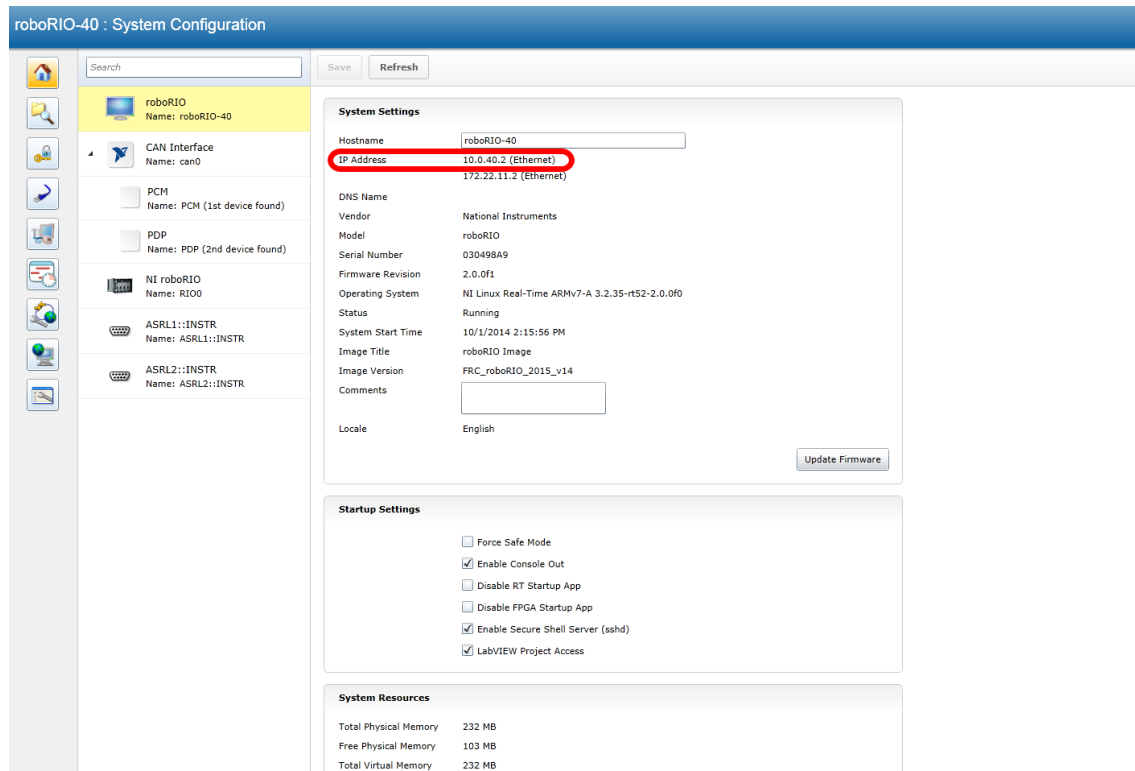 roboRIO-40 : System Configuration
Search
Save Refresh
roboRIO
Name: roboRIO-40
CAN Interface
Name: can0
PCM
Name: PCM (1st device found)
PDP
Name: PDP (2nd device found)
NI roboRIO
Name: RIO0
ASRL1::INSTR
Name: ASRL1::INSTR
ASRL2::INSTR
Name: ASRL2::INSTR
System Settings
Hostname roboRIO-40
IP Address 10.0.40.2 (Ethernet)
172.22.11.2 (Ethernet)
DNS Name
Vendor National Instruments
Model roboRIO
Serial Number 030498A9
Firmware Revision 2.0.0f1
Operating System NI Linux Real-Time ARMv7-A 3.2.35-rt52-2.0.0f0
Status Running
System Start Time 10/1/2014 2:15:56 PM
Image Title roboRIO Image
Image Version FRC_roboRIO_2015_v14
Comments
Locale English
Update Firmware
Startup Settings
Force Safe Mode
Enable Console Out
Disable RT Startup App
Disable FPGA Startup App
Enable Secure Shell Server (sshd)
LabVIEW Project Access
System Resources
Total Physical Memory 232 MB
Free Physical Memory 103 MB
Total Virtual Memory 232 MB